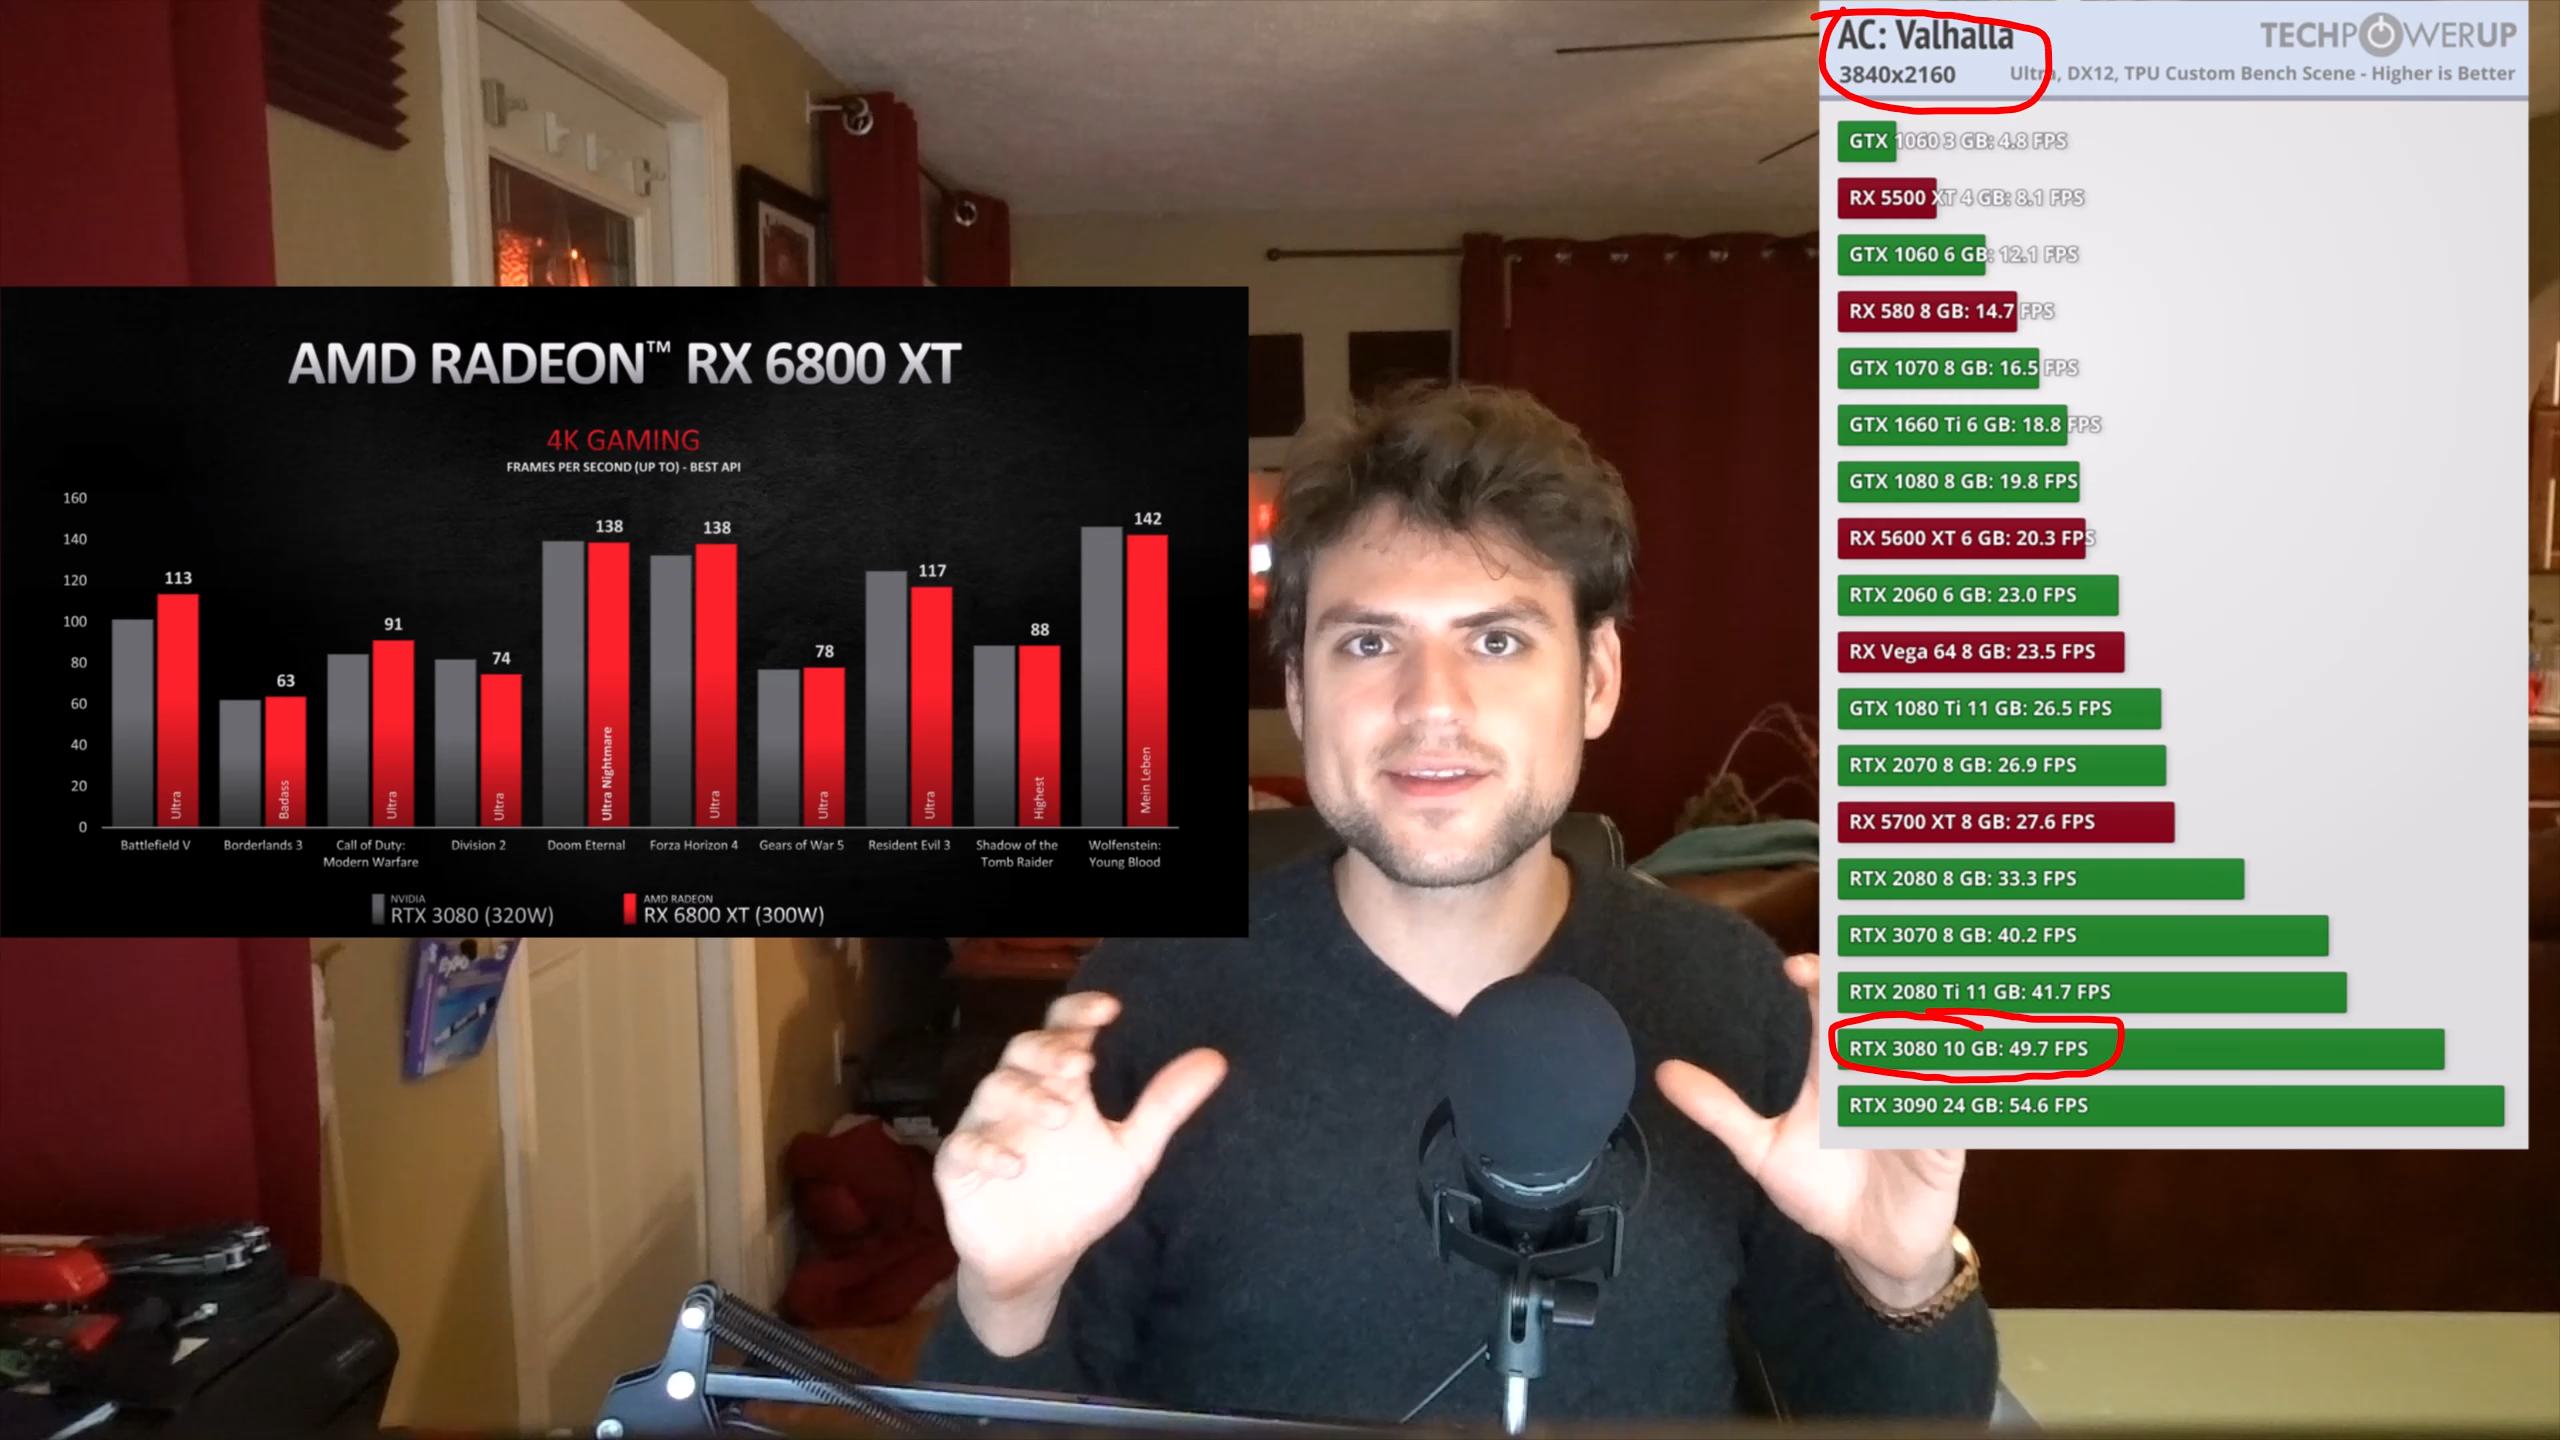 AMD RADEON™ RX 6800 XT
4K GAMING
FRAMES PER SECOND (UP TO) - BEST API
160
140
120
100
80
60
40
20
0
113
63
91
74
138
138
78
117
88
142
Ultra
Badass
Ultra
Ultra
Ultra Nightmare
Ultra
Ultra
Ultra
Highest
Mein Leben
Battlefield V
Borderlands 3
Call of Duty:
Modern Warfare
Division 2
Doom Eternal
Forza Horizon 4
Gears of War 5
Resident Evil 3
Shadow of the
Tomb Raider
Wolfenstein:
Young Blood
NVIDIA
RTX 3080 (320W)
AMD RADEON
RX 6800 XT (300W)
EXPO
AC: Valhalla
TECHPOWERUP
3840x2160
Ultra, DX12, TPU Custom Bench Scene - Higher is Better
GTX 1060 3 GB: 4.8 FPS
RX 5500 XT 4 GB: 8.1 FPS
GTX 1060 6 GB: 12.1 FPS
RX 580 8 GB: 14.7 FPS
GTX 1070 8 GB: 16.5 FPS
GTX 1660 Ti 6 GB: 18.8 FPS
GTX 1080 8 GB: 19.8 FPS
RX 5600 XT 6 GB: 20.3 FPS
RTX 2060 6 GB: 23.0 FPS
RX Vega 64 8 GB: 23.5 FPS
GTX 1080 Ti 11 GB: 26.5 FPS
RTX 2070 8 GB: 26.9 FPS
RX 5700 XT 8 GB: 27.6 FPS
RTX 2080 8 GB: 33.3 FPS
RTX 3070 8 GB: 40.2 FPS
RTX 2080 Ti 11 GB: 41.7 FPS
RTX 3080 10 GB: 49.7 FPS
RTX 3090 24 GB: 54.6 FPS